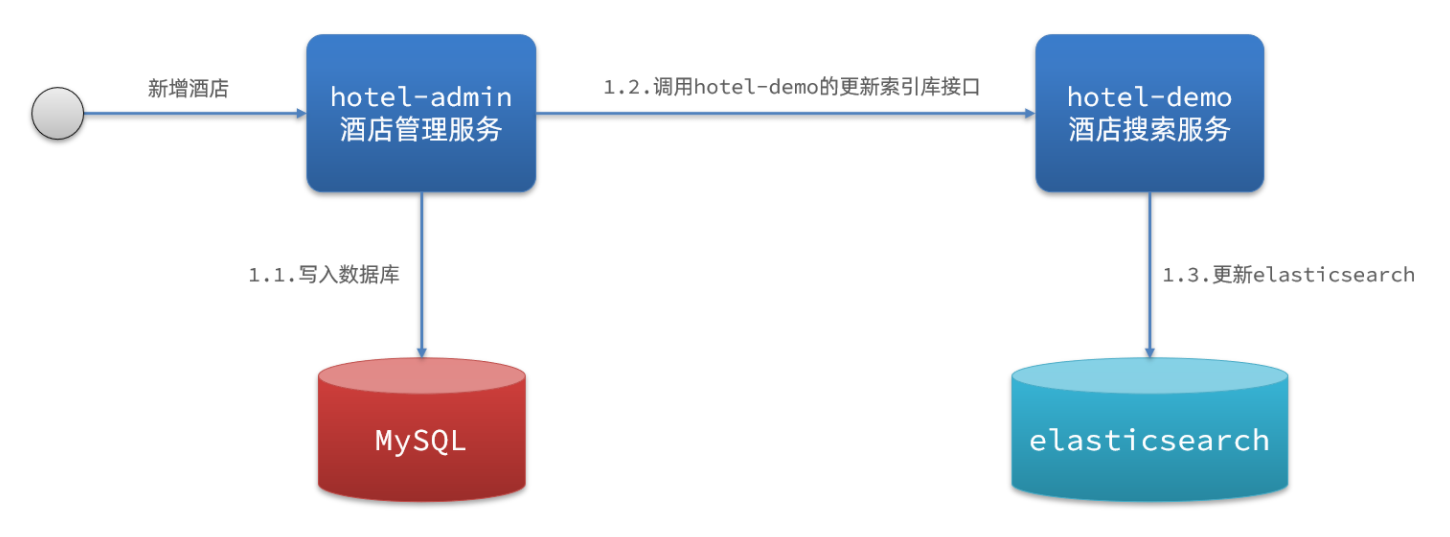 新增酒店
hotel-admin
酒店管理服务
1.2.调用hotel-demo的更新索引库接口
hotel-demo
酒店搜索服务
1.1.写入数据库
1.3.更新elasticsearch
MySQL
elasticsearch